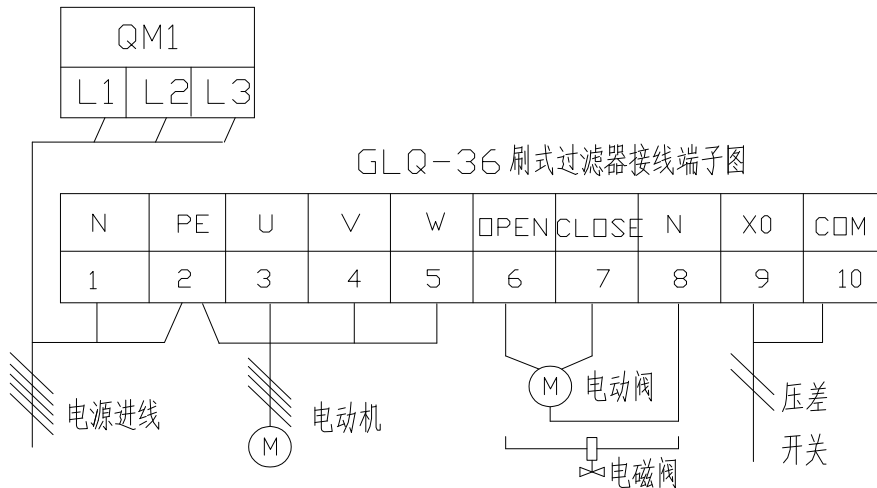 QM1
L1 L2 L3
GLQ-36 刷式过滤器接线端子图
N PE U V W OPEN CLOSE N X0 COM
1 2 3 4 5 6 7 8 9 10
电源进线
M
电动机
M
电动阀
电磁阀
压差
开关